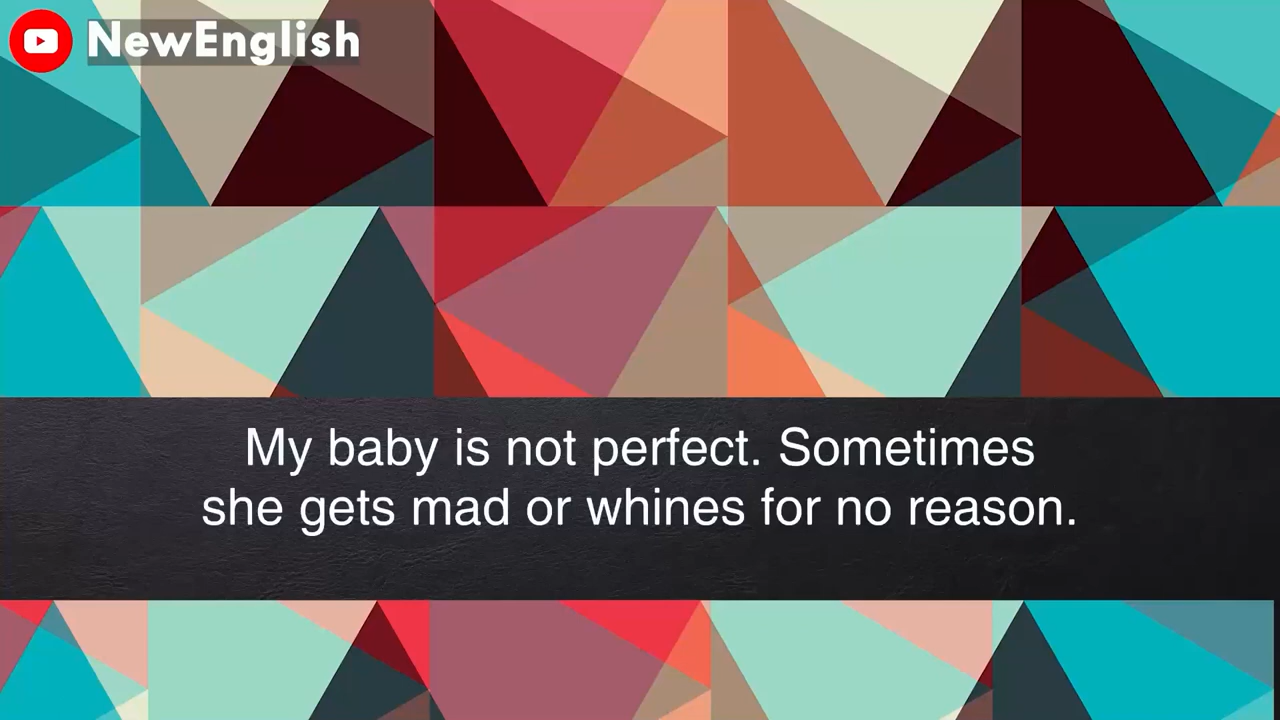 NewEnglish
My baby is not perfect. Sometimes
she gets mad or whines for no reason.